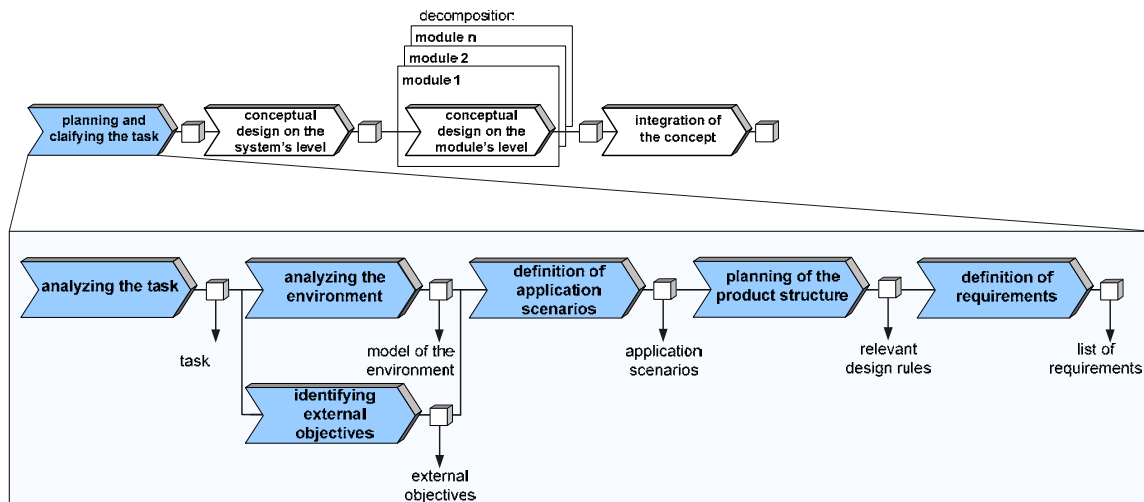 decomposition:
module n
module 2
module 1
planning and
claifying the task
conceptual
design on the
system's level
conceptual
design on the
module's level
integration of
the concept
analyzing the task
analyzing the
environment
definition of
application
scenarios
planning of the
product structure
definition of
requirements
task
model of the
environment
application
scenarios
relevant
design rules
list of
requirements
identifying
external
objectives
external
objectives